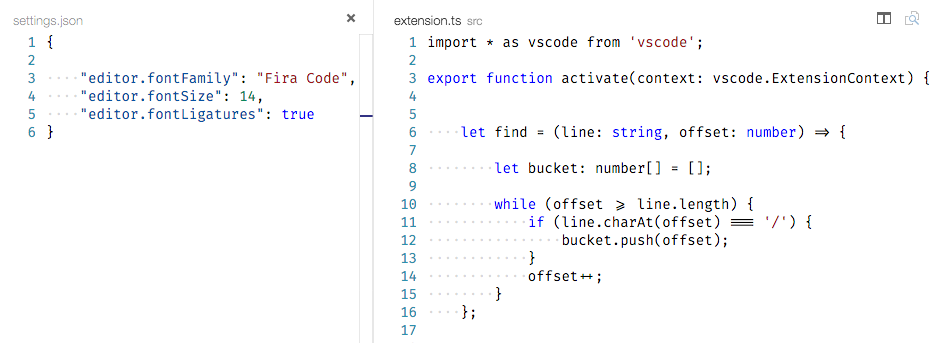 settings.json
1 {
2
3     "editor.fontFamily": "Fira Code",
4     "editor.fontSize": 14,
5     "editor.fontLigatures": true
6 }
extension.ts src
1 import * as vscode from 'vscode';
2
3 export function activate(context: vscode.ExtensionContext) {
4
5
6     let find = (line: string, offset: number) => {
7
8         let bucket: number[] = [];
9
10         while (offset >= line.length) {
11             if (line.charAt(offset) === '/') {
12                 bucket.push(offset);
13             }
14             offset++;
15         }
16     };
17